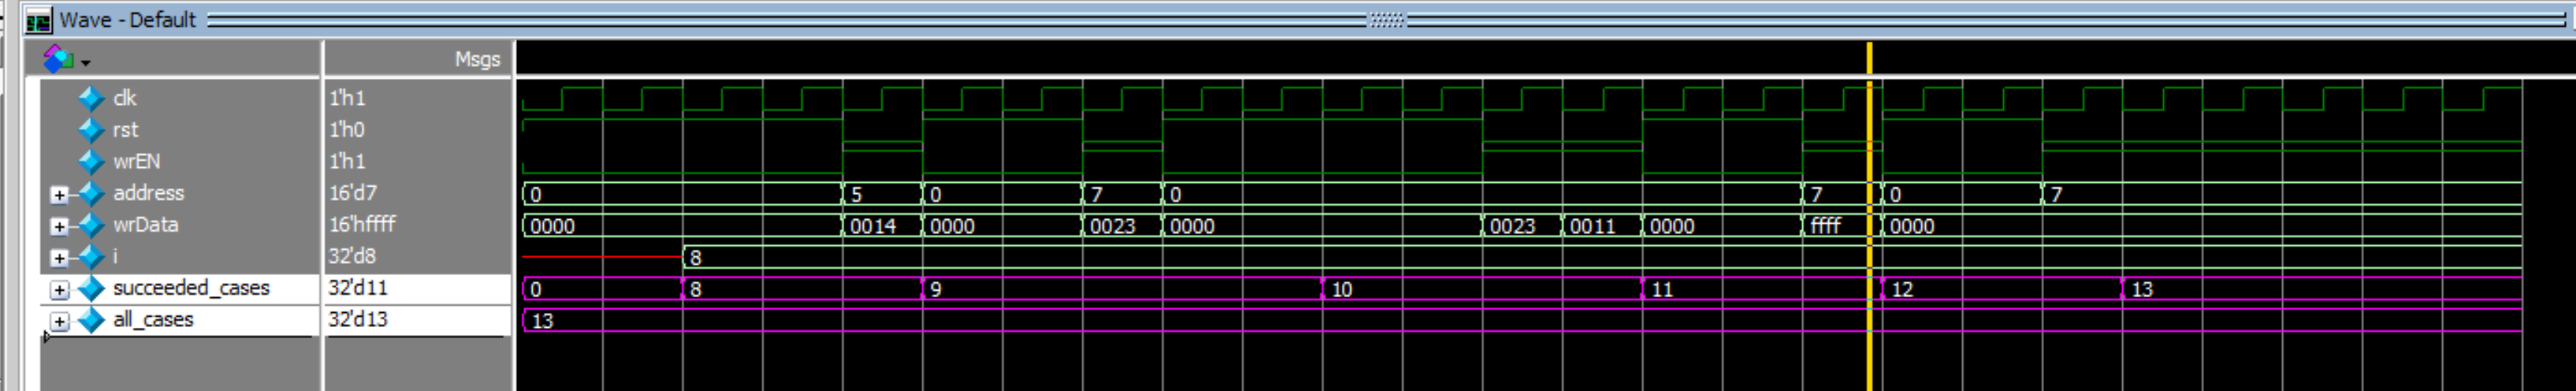 Wave - Default
Msgs
clk 1'h1
rst 1'h0
wrEN 1'h1
address 16'd7 0 5 0 7 0 7 0 7
wrData 16'hffff 0000 0014 0000 0023 0000 0023 0011 0000 ffff 0000
i 32'd8 8
succeeded_cases 32'd11 0 8 9 10 11 12 13
all_cases 32'd13 13